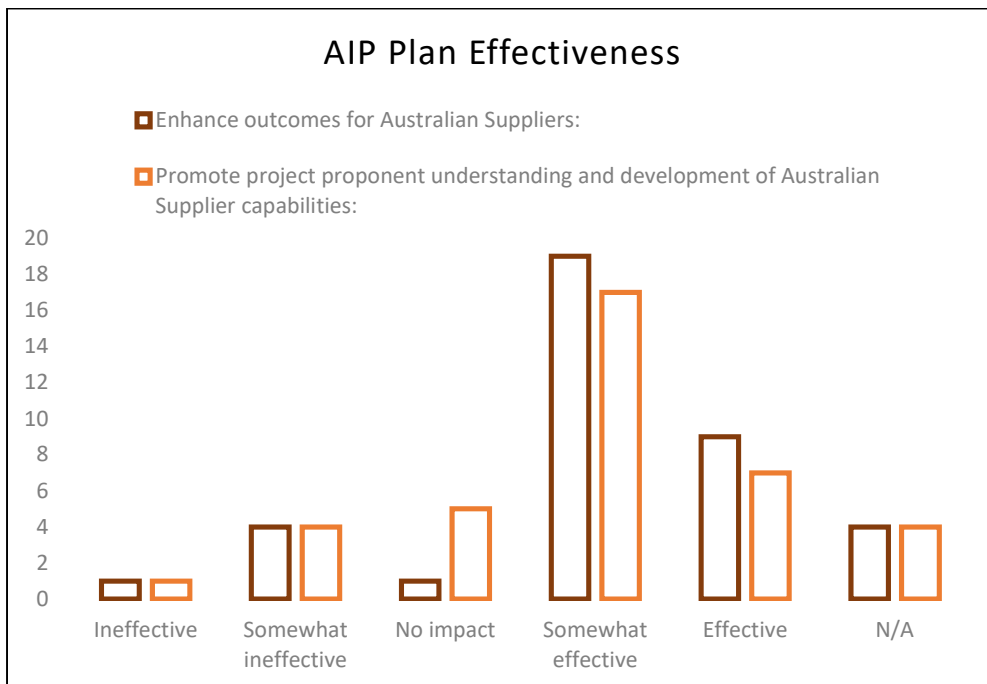 AIP Plan Effectiveness
Enhance outcomes for Australian Suppliers:
Promote project proponent understanding and development of Australian
Supplier capabilities:
20
18
16
14
12
10
8
6
4
2
0
Ineffective
Somewhat
ineffective
No impact
Somewhat
effective
Effective
N/A